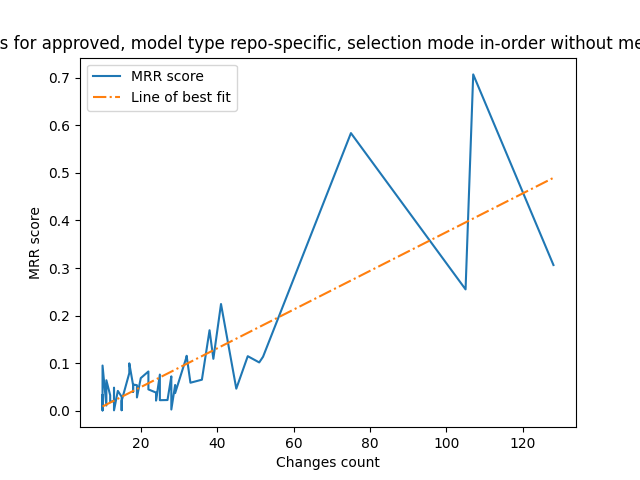 s for approved, model type repo-specific, selection mode in-order without me
MRR score
Line of best fit
0.7
0.6
0.5
0.4
0.3
0.2
0.1
0.0
MRR score
20 40 60 80 100 120
Changes count